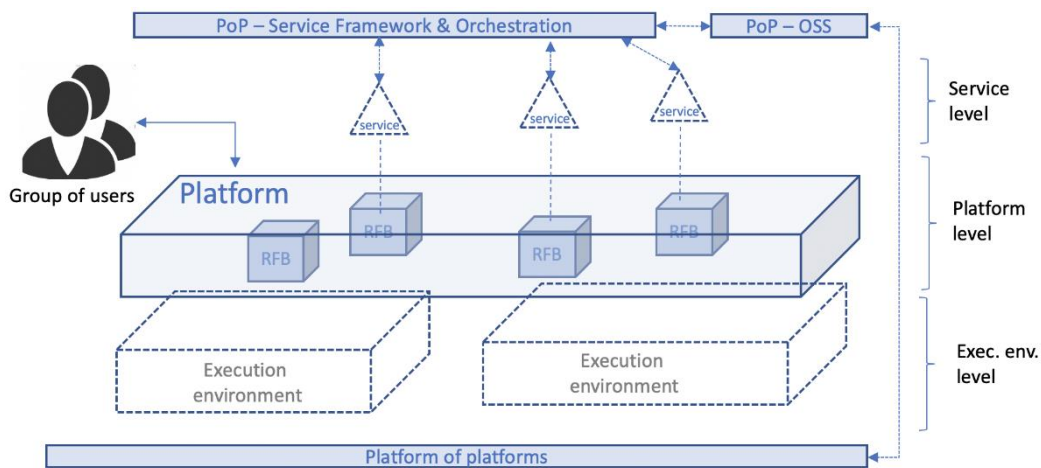 PoP – Service Framework & Orchestration
PoP – OSS
Service
level
service
service
service
Group of users
Platform
Platform
level
RFB
RFB
RFB
RFB
Execution
environment
Execution
environment
Exec. env.
level
Platform of platforms